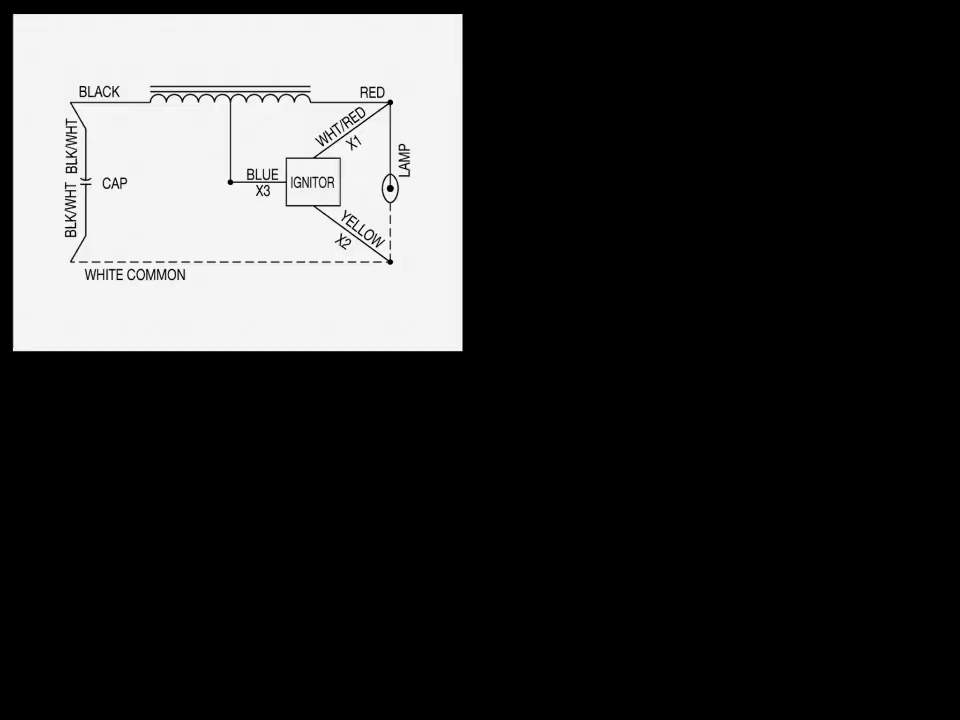 BLACK
RED
WHT/RED
X1
BLK/WHT
LAMP
BLUE
X3
IGNITOR
CAP
BLK/WHT
YELLOW
X2
WHITE COMMON